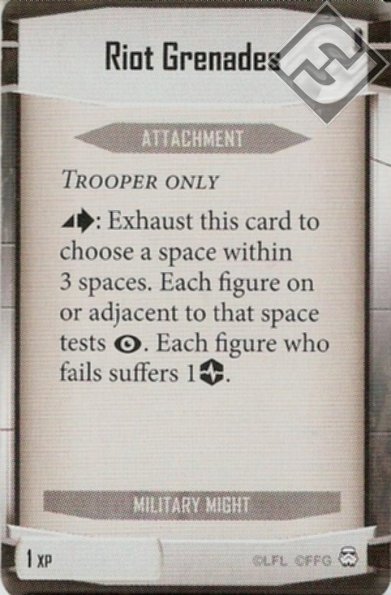 Riot Grenades
ATTACHMENT
TROOPER ONLY
: Exhaust this card to
choose a space within
3 spaces. Each figure on
or adjacent to that space
tests . Each figure who
fails suffers 1.
MILITARY MIGHT
1 XP
©LFL ©FFG